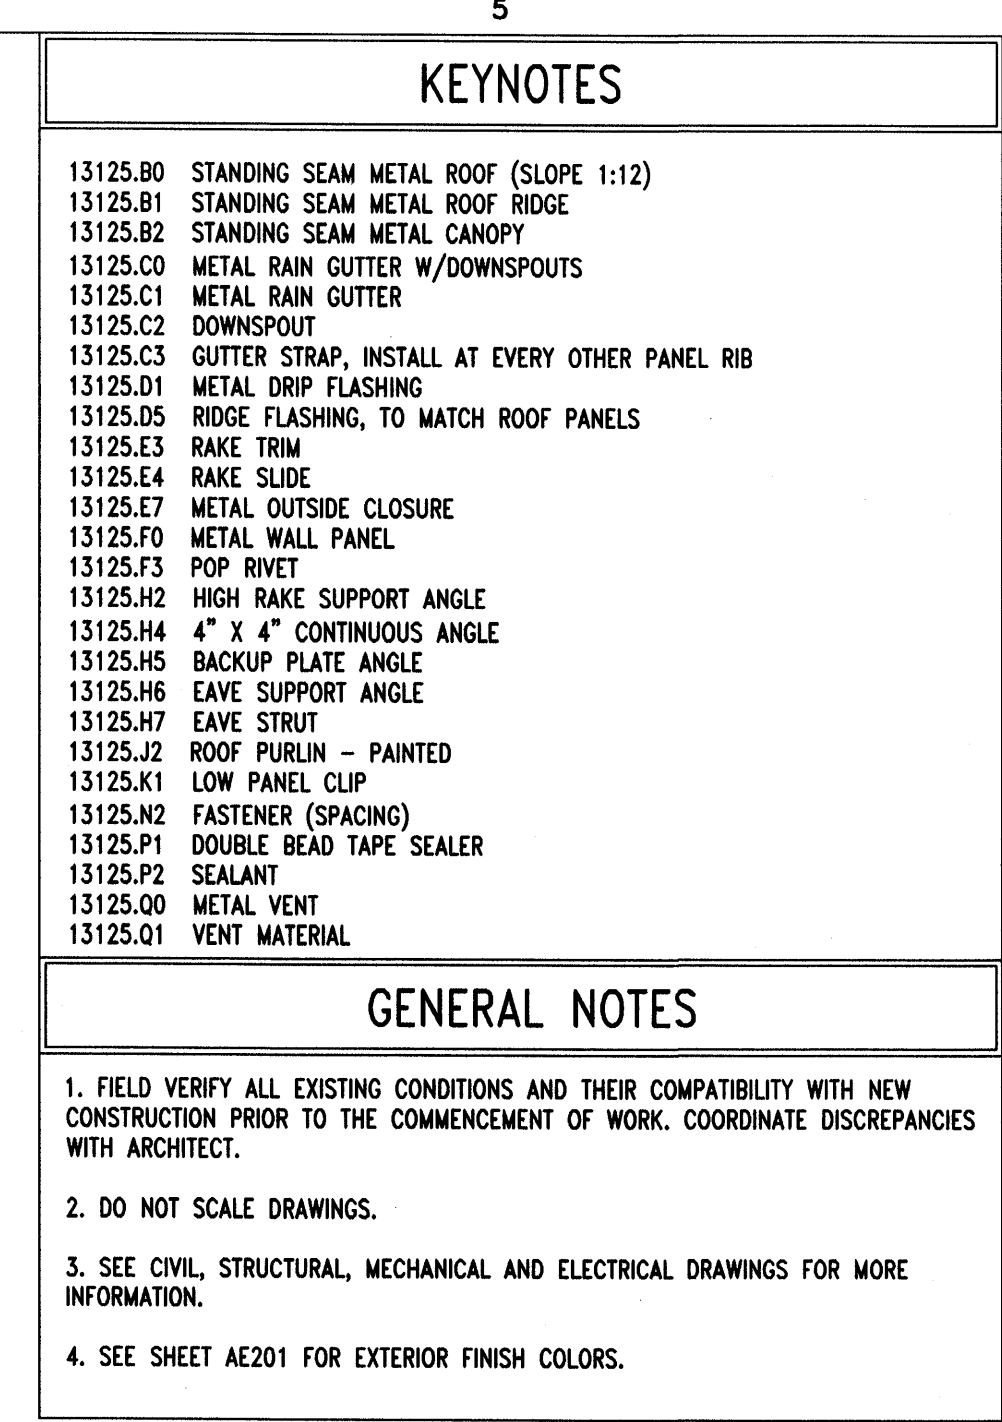 5
KEYNOTES
13125.B0 STANDING SEAM METAL ROOF (SLOPE 1:12)
13125.B1 STANDING SEAM METAL ROOF RIDGE
13125.B2 STANDING SEAM METAL CANOPY
13125.C0 METAL RAIN GUTTER W/DOWNSPOUTS
13125.C1 METAL RAIN GUTTER
13125.C2 DOWNSPOUT
13125.C3 GUTTER STRAP, INSTALL AT EVERY OTHER PANEL RIB
13125.D1 METAL DRIP FLASHING
13125.D5 RIDGE FLASHING, TO MATCH ROOF PANELS
13125.E3 RAKE TRIM
13125.E4 RAKE SLIDE
13125.E7 METAL OUTSIDE CLOSURE
13125.F0 METAL WALL PANEL
13125.F3 POP RIVET
13125.H2 HIGH RAKE SUPPORT ANGLE
13125.H4 4" X 4" CONTINUOUS ANGLE
13125.H5 BACKUP PLATE ANGLE
13125.H6 EAVE SUPPORT ANGLE
13125.H7 EAVE STRUT
13125.J2 ROOF PURLIN – PAINTED
13125.K1 LOW PANEL CLIP
13125.N2 FASTENER (SPACING)
13125.P1 DOUBLE BEAD TAPE SEALER
13125.P2 SEALANT
13125.Q0 METAL VENT
13125.Q1 VENT MATERIAL
GENERAL NOTES
1. FIELD VERIFY ALL EXISTING CONDITIONS AND THEIR COMPATIBILITY WITH NEW
CONSTRUCTION PRIOR TO THE COMMENCEMENT OF WORK. COORDINATE DISCREPANCIES
WITH ARCHITECT.
2. DO NOT SCALE DRAWINGS.
3. SEE CIVIL, STRUCTURAL, MECHANICAL AND ELECTRICAL DRAWINGS FOR MORE
INFORMATION.
4. SEE SHEET AE201 FOR EXTERIOR FINISH COLORS.